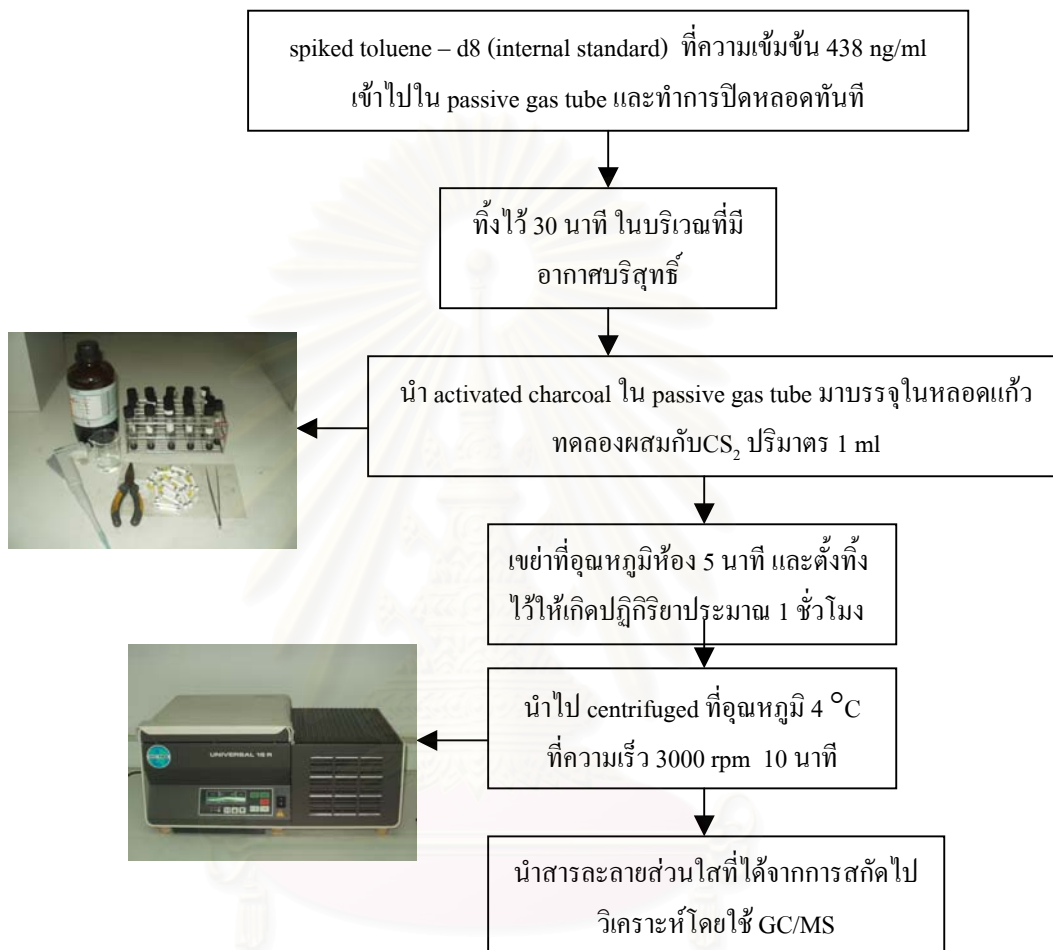 spiked toluene – d8 (internal standard) ที่ความเข้มข้น 438 ng/ml
เข้าไปใน passive gas tube และทำการปิดหลอดทันที
ทิ้งไว้ 30 นาที ในบริเวณที่มี
อากาศบริสุทธิ์
นำ activated charcoal ใน passive gas tube มาบรรจุในหลอดแก้ว
ทดลองผสมกับCS2 ปริมาตร 1 ml
เขย่าที่อุณหภูมิห้อง 5 นาที และตั้งทิ้ง
ไว้ให้เกิดปฏิกิริยาประมาณ 1 ชั่วโมง
นำไป centrifuged ที่อุณหภูมิ 4 °C
ที่ความเร็ว 3000 rpm 10 นาที
UNIVERSAL 16 R
นำสารละลายส่วนใสที่ได้จากการสกัดไป
วิเคราะห์โดยใช้ GC/MS